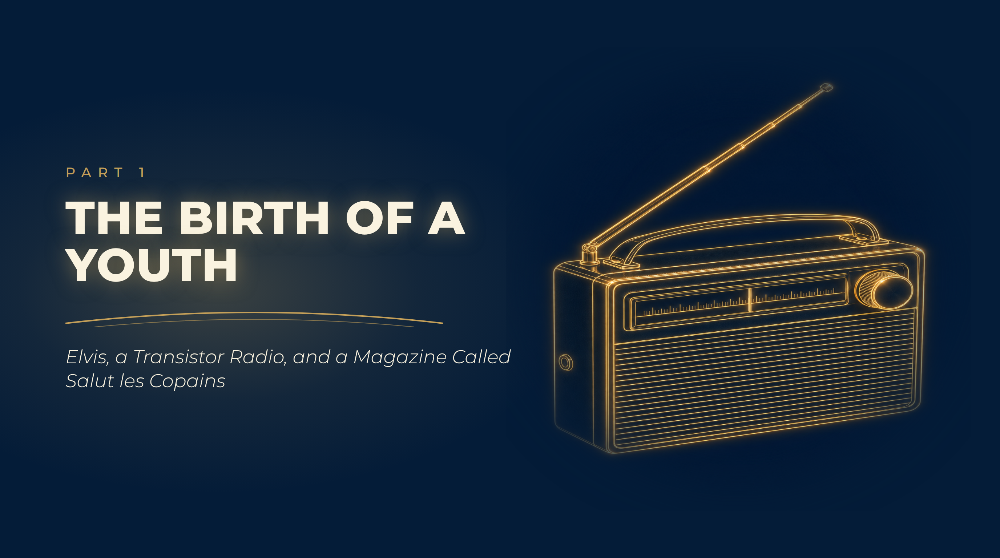 PART 1
THE BIRTH OF A
YOUTH
Elvis, a Transistor Radio, and a Magazine Called
Salut les Copains